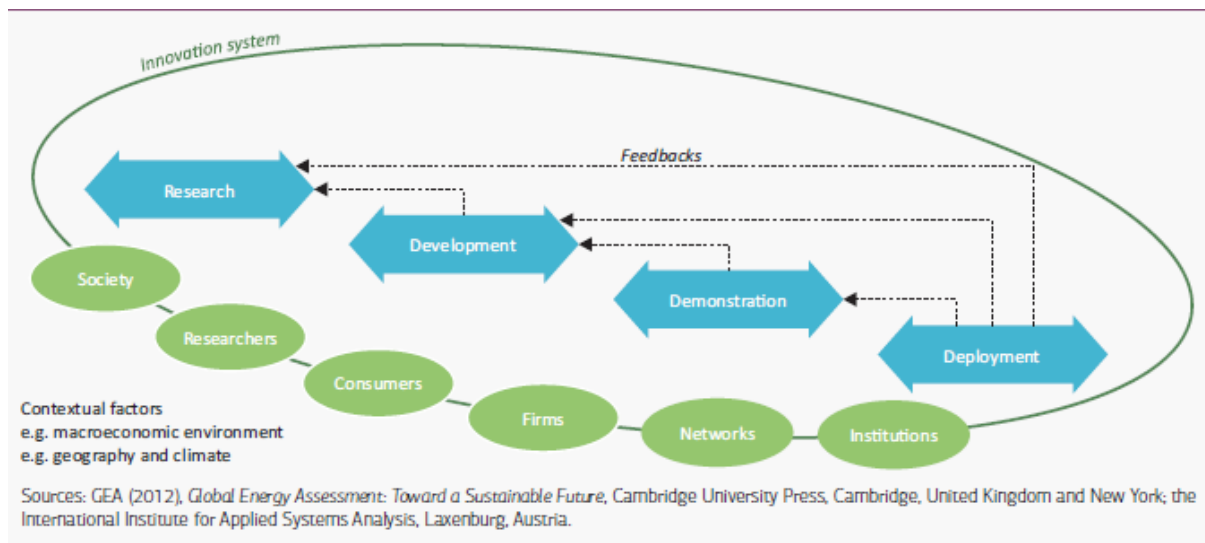 Innovation system
Feedbacks
Research
Development
Demonstration
Deployment
Society
Researchers
Consumers
Firms
Networks
Institutions
Contextual factors
e.g. macroeconomic environment
e.g. geography and climate
Sources: GEA (2012), Global Energy Assessment: Toward a Sustainable Future, Cambridge University Press, Cambridge, United Kingdom and New York; the
International Institute for Applied Systems Analysis, Laxenburg, Austria.